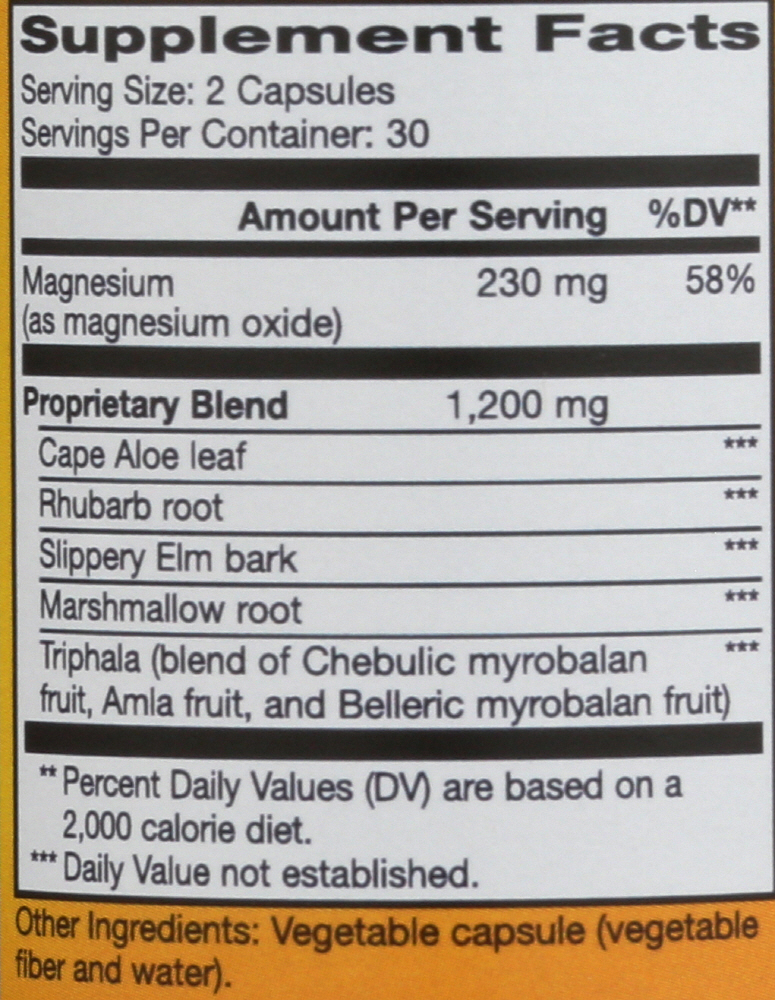 Supplement Facts
Serving Size: 2 Capsules
Servings Per Container: 30
Amount Per Serving %DV**
Magnesium 230 mg 58%
(as magnesium oxide)
Proprietary Blend 1,200 mg
Cape Aloe leaf ***
Rhubarb root ***
Slippery Elm bark ***
Marshmallow root ***
Triphala (blend of Chebulic myrobalan ***
fruit, Amla fruit, and Belleric myrobalan fruit)
** Percent Daily Values (DV) are based on a
2,000 calorie diet.
*** Daily Value not established.
Other Ingredients: Vegetable capsule (vegetable
fiber and water).